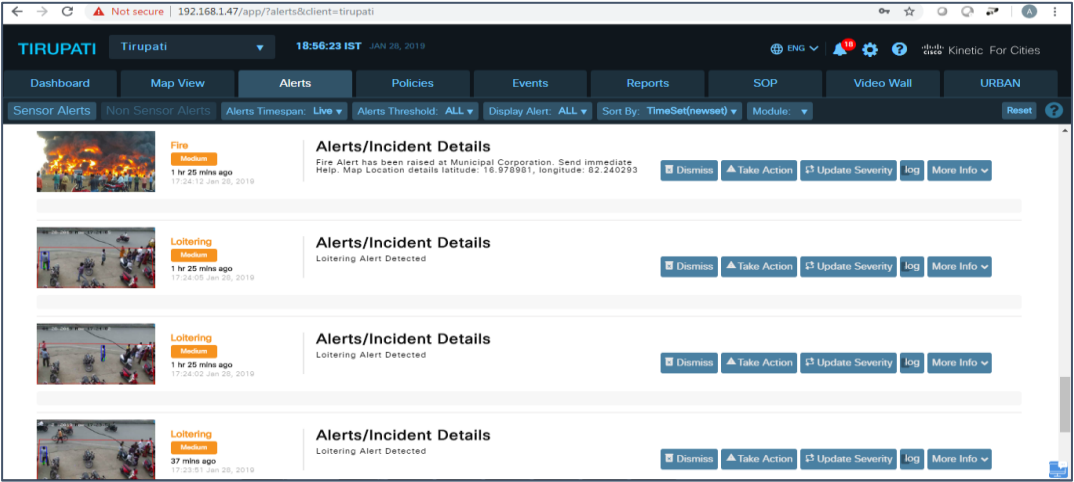 Not secure | 192.168.1.47/app/?alerts&client=tirupati
TIRUPATI Tirupati 18:56:23 IST JAN 28, 2019 ENG 18 ? cisco Kinetic For Cities
Dashboard Map View Alerts Policies Events Reports SOP Video Wall URBAN
Sensor Alerts Non Sensor Alerts Alerts Timespan: Live Alerts Threshold: ALL Display Alert: ALL Sort By: TimeSet(newset) Module: Reset ?
Fire
Medium
1 hr 25 mins ago
17:24:12 Jan 28, 2019
Alerts/Incident Details
Fire Alert has been raised at Municipal Corporation. Send immediate
Help. Map Location details latitude: 16.978981, longitude: 82.240293
Dismiss Take Action Update Severity log More Info
Loitering
Medium
1 hr 25 mins ago
17:24:05 Jan 28, 2019
Alerts/Incident Details
Loitering Alert Detected
Dismiss Take Action Update Severity log More Info
Loitering
Medium
1 hr 25 mins ago
17:24:02 Jan 28, 2019
Alerts/Incident Details
Loitering Alert Detected
Dismiss Take Action Update Severity log More Info
Loitering
Medium
37 mins ago
17:23:51 Jan 28, 2019
Alerts/Incident Details
Loitering Alert Detected
Dismiss Take Action Update Severity log More Info